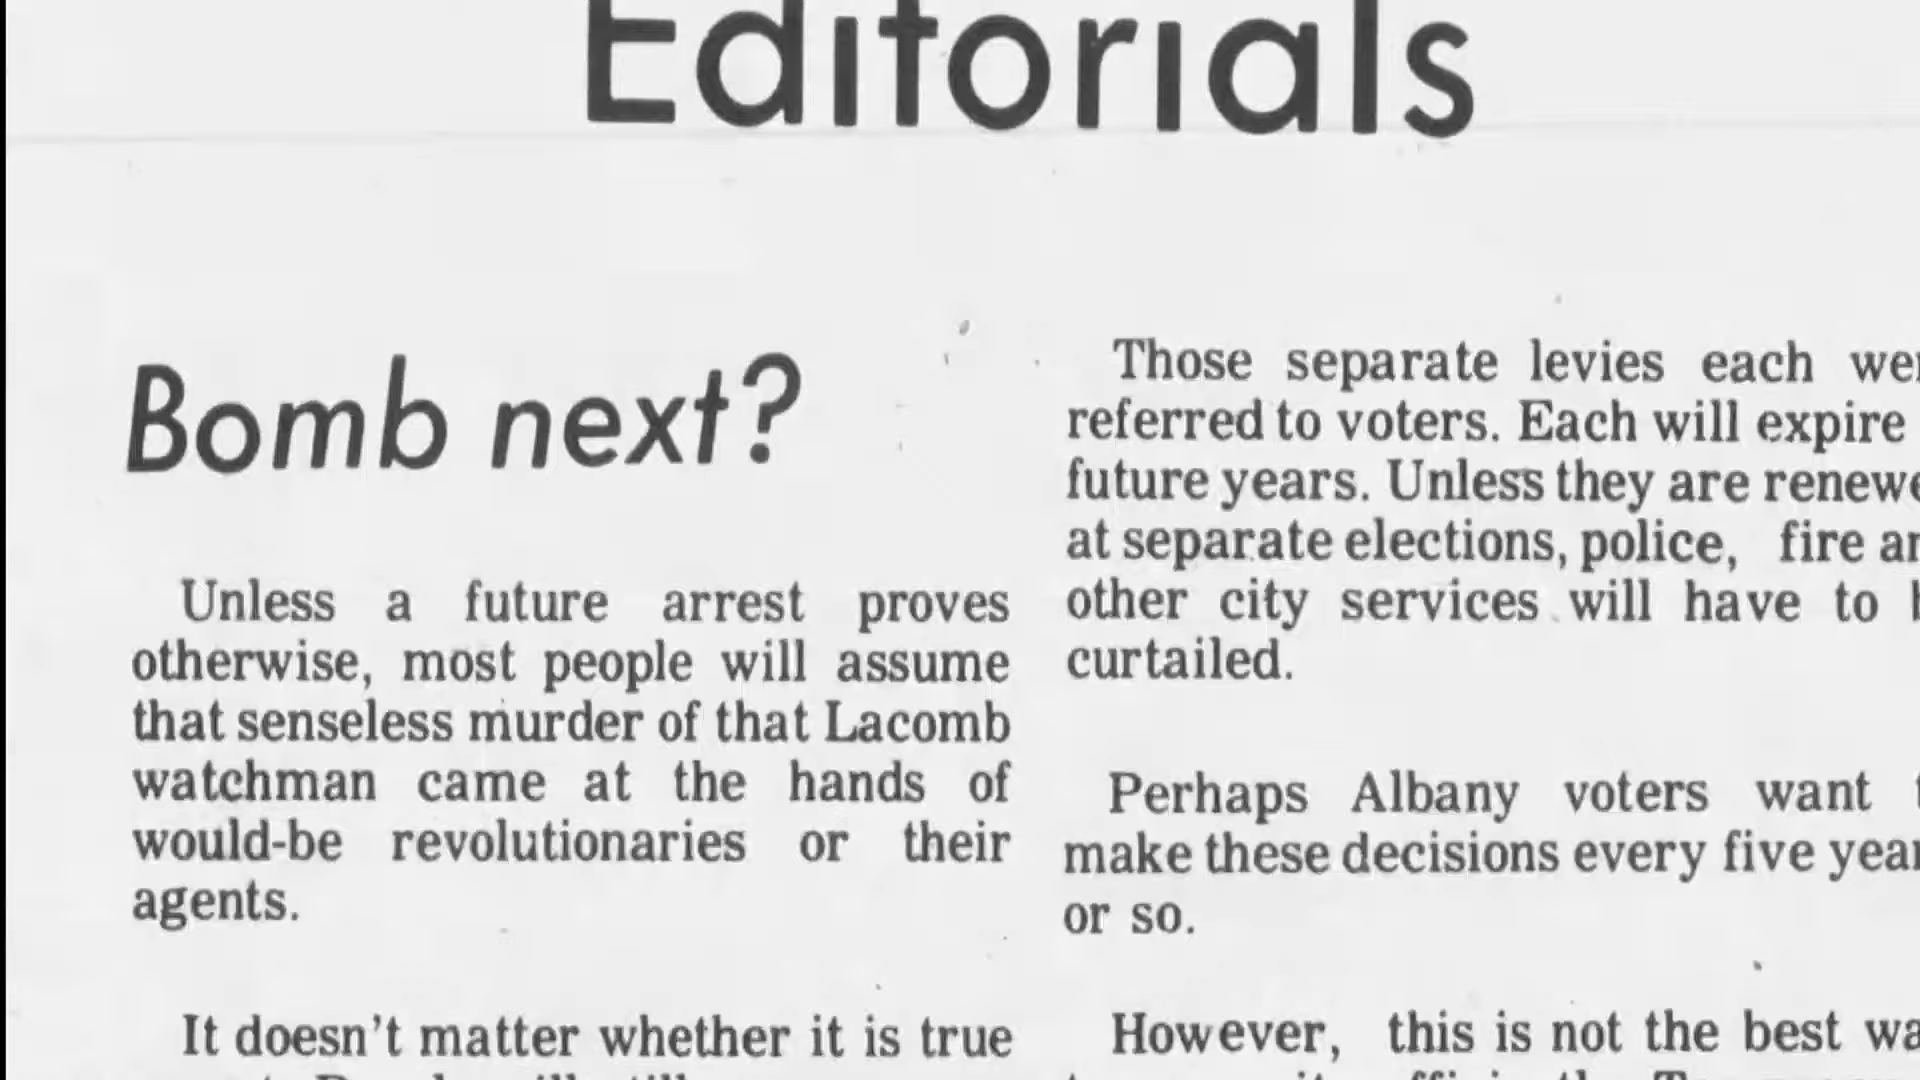 Editorials
Bomb next?
Unless a future arrest proves
otherwise, most people will assume
that senseless murder of that Lacomb
watchman came at the hands of
would-be revolutionaries or their
agents.
It doesn't matter whether it is true
Those separate levies each
referred to voters. Each will expire
future years. Unless they are
at separate elections, police, fire
other city services will have to
curtailed.
Perhaps Albany voters want
make these decisions every five
or so.
However, this is not the best